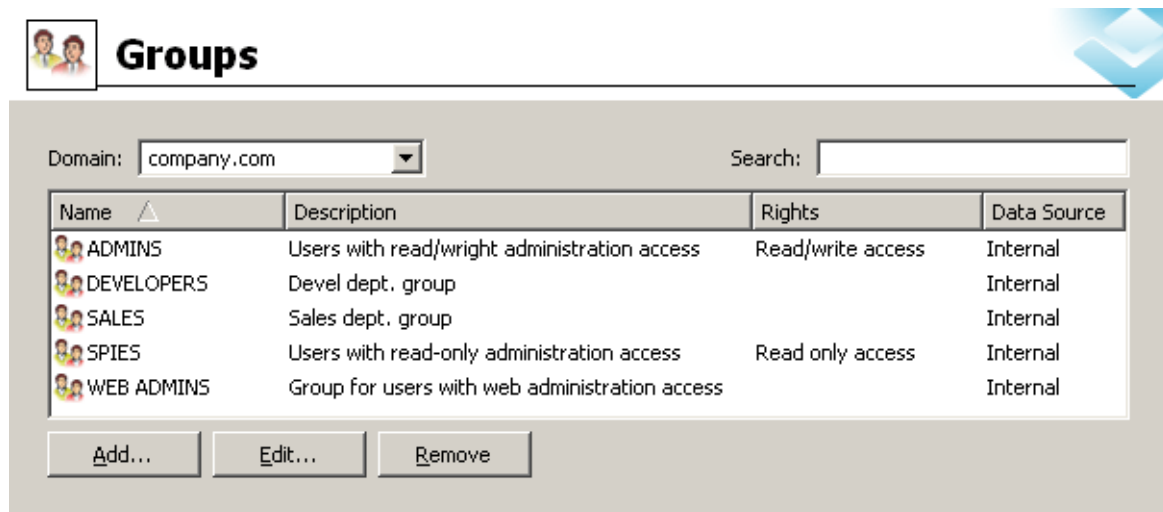 Groups
Domain: company.com Search:
Name Description Rights Data Source
ADMINS Users with read/wright administration access Read/write access Internal
DEVELOPERS Devel dept. group Internal
SALES Sales dept. group Internal
SPIES Users with read-only administration access Read only access Internal
WEB ADMINS Group for users with web administration access Internal
Add... Edit... Remove